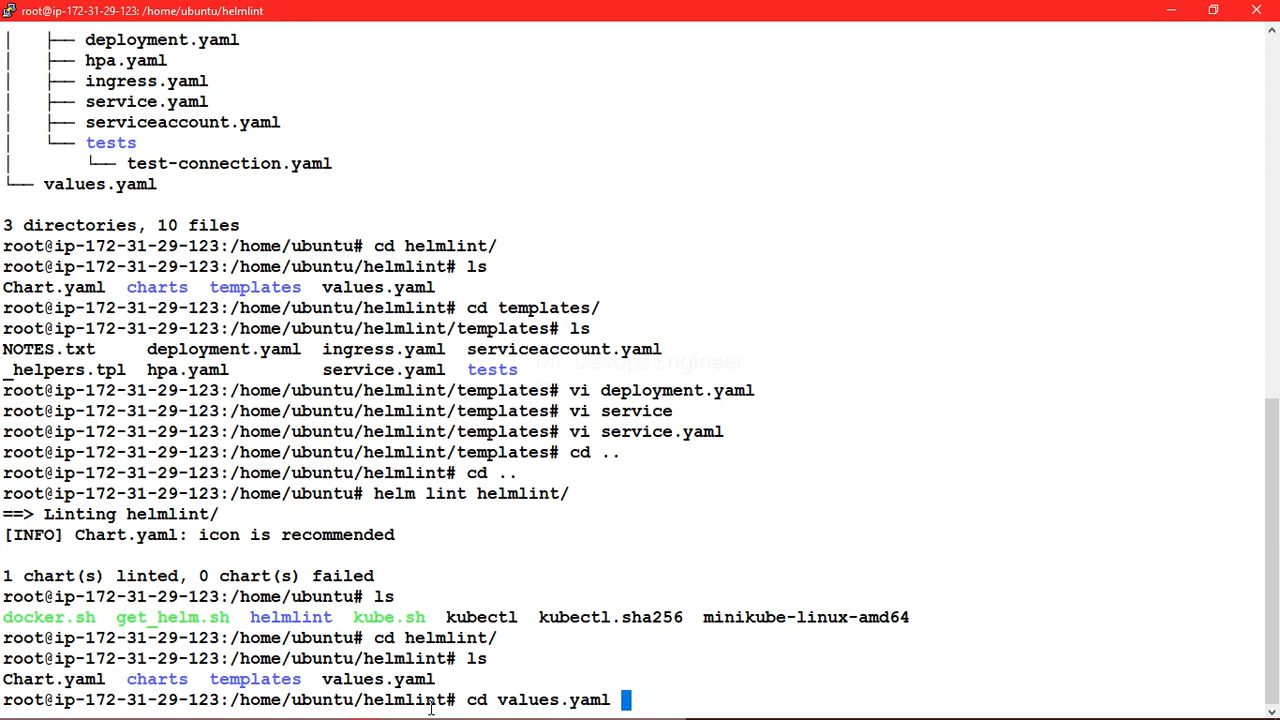 root@ip-172-31-29-123: /home/ubuntu/helmlint
│   ├── deployment.yaml
│   ├── hpa.yaml
│   ├── ingress.yaml
│   ├── service.yaml
│   ├── serviceaccount.yaml
│   └── tests
│       └── test-connection.yaml
└── values.yaml
3 directories, 10 files
root@ip-172-31-29-123:/home/ubuntu# cd helmlint/
root@ip-172-31-29-123:/home/ubuntu/helmlint# ls
Chart.yaml  charts  templates  values.yaml
root@ip-172-31-29-123:/home/ubuntu/helmlint# cd templates/
root@ip-172-31-29-123:/home/ubuntu/helmlint/templates# ls
NOTES.txt     deployment.yaml  ingress.yaml  serviceaccount.yaml
_helpers.tpl  hpa.yaml         service.yaml  tests
root@ip-172-31-29-123:/home/ubuntu/helmlint/templates# vi deployment.yaml
root@ip-172-31-29-123:/home/ubuntu/helmlint/templates# vi service
root@ip-172-31-29-123:/home/ubuntu/helmlint/templates# vi service.yaml
root@ip-172-31-29-123:/home/ubuntu/helmlint/templates# cd ..
root@ip-172-31-29-123:/home/ubuntu/helmlint# cd ..
root@ip-172-31-29-123:/home/ubuntu# helm lint helmlint/
==> Linting helmlint/
[INFO] Chart.yaml: icon is recommended
1 chart(s) linted, 0 chart(s) failed
root@ip-172-31-29-123:/home/ubuntu# ls
docker.sh  get_helm.sh  helmlint  kube.sh  kubectl  kubectl.sha256  minikube-linux-amd64
root@ip-172-31-29-123:/home/ubuntu# cd helmlint/
root@ip-172-31-29-123:/home/ubuntu/helmlint# ls
Chart.yaml  charts  templates  values.yaml
root@ip-172-31-29-123:/home/ubuntu/helmlint# cd values.yaml